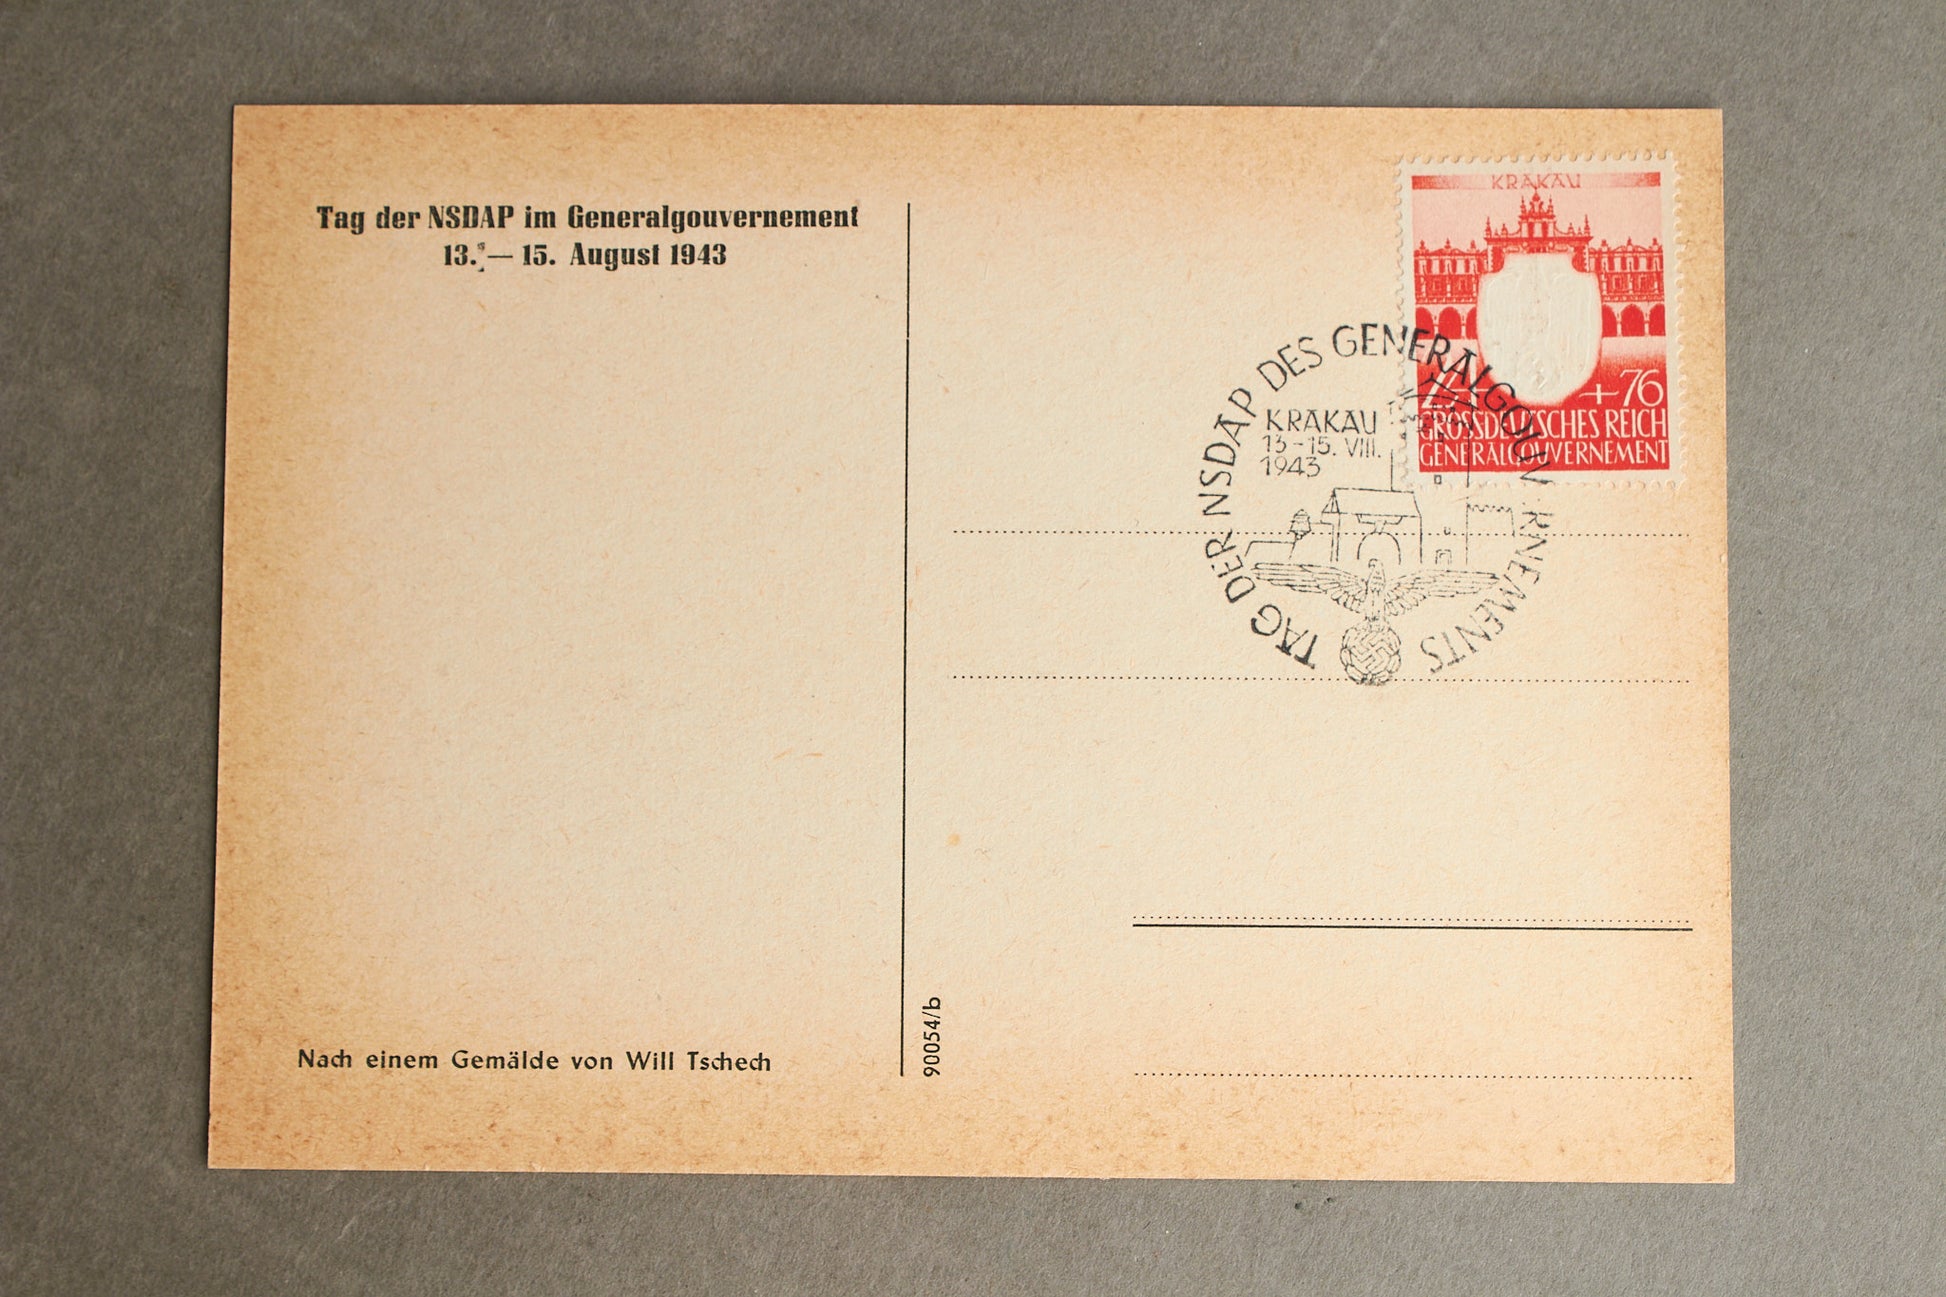 Tag der NSDAP im Generalgouvernement
13. — 15. August 1943
Nach einem Gemälde von Will Tschech
90054/b
KRAKAU
+76
GROSSDEUTSCHES REICH
GENERALGOUVERNEMENT
TAG DER NSDAP DES GENERALGOUVERNEMENTS
KRAKAU
13-15. VIII.
1943